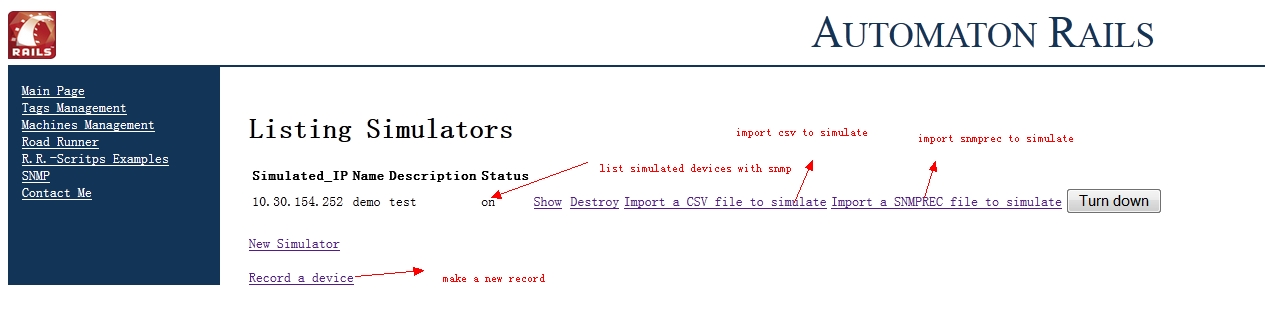 RAILS
AUTOMATON RAILS
Main Page
Tags Management
Machines Management
Road Runner
R.R.-Scritps Examples
SNMP
Contact Me
Listing Simulators
import csv to simulate
import snmprec to simulate
list simulated devices with snmp
Simulated_IP Name Description Status
10.30.154.252 demo test on Show Destroy Import a CSV file to simulate Import a SNMPREC file to simulate Turn down
New Simulator
Record a device
make a new record